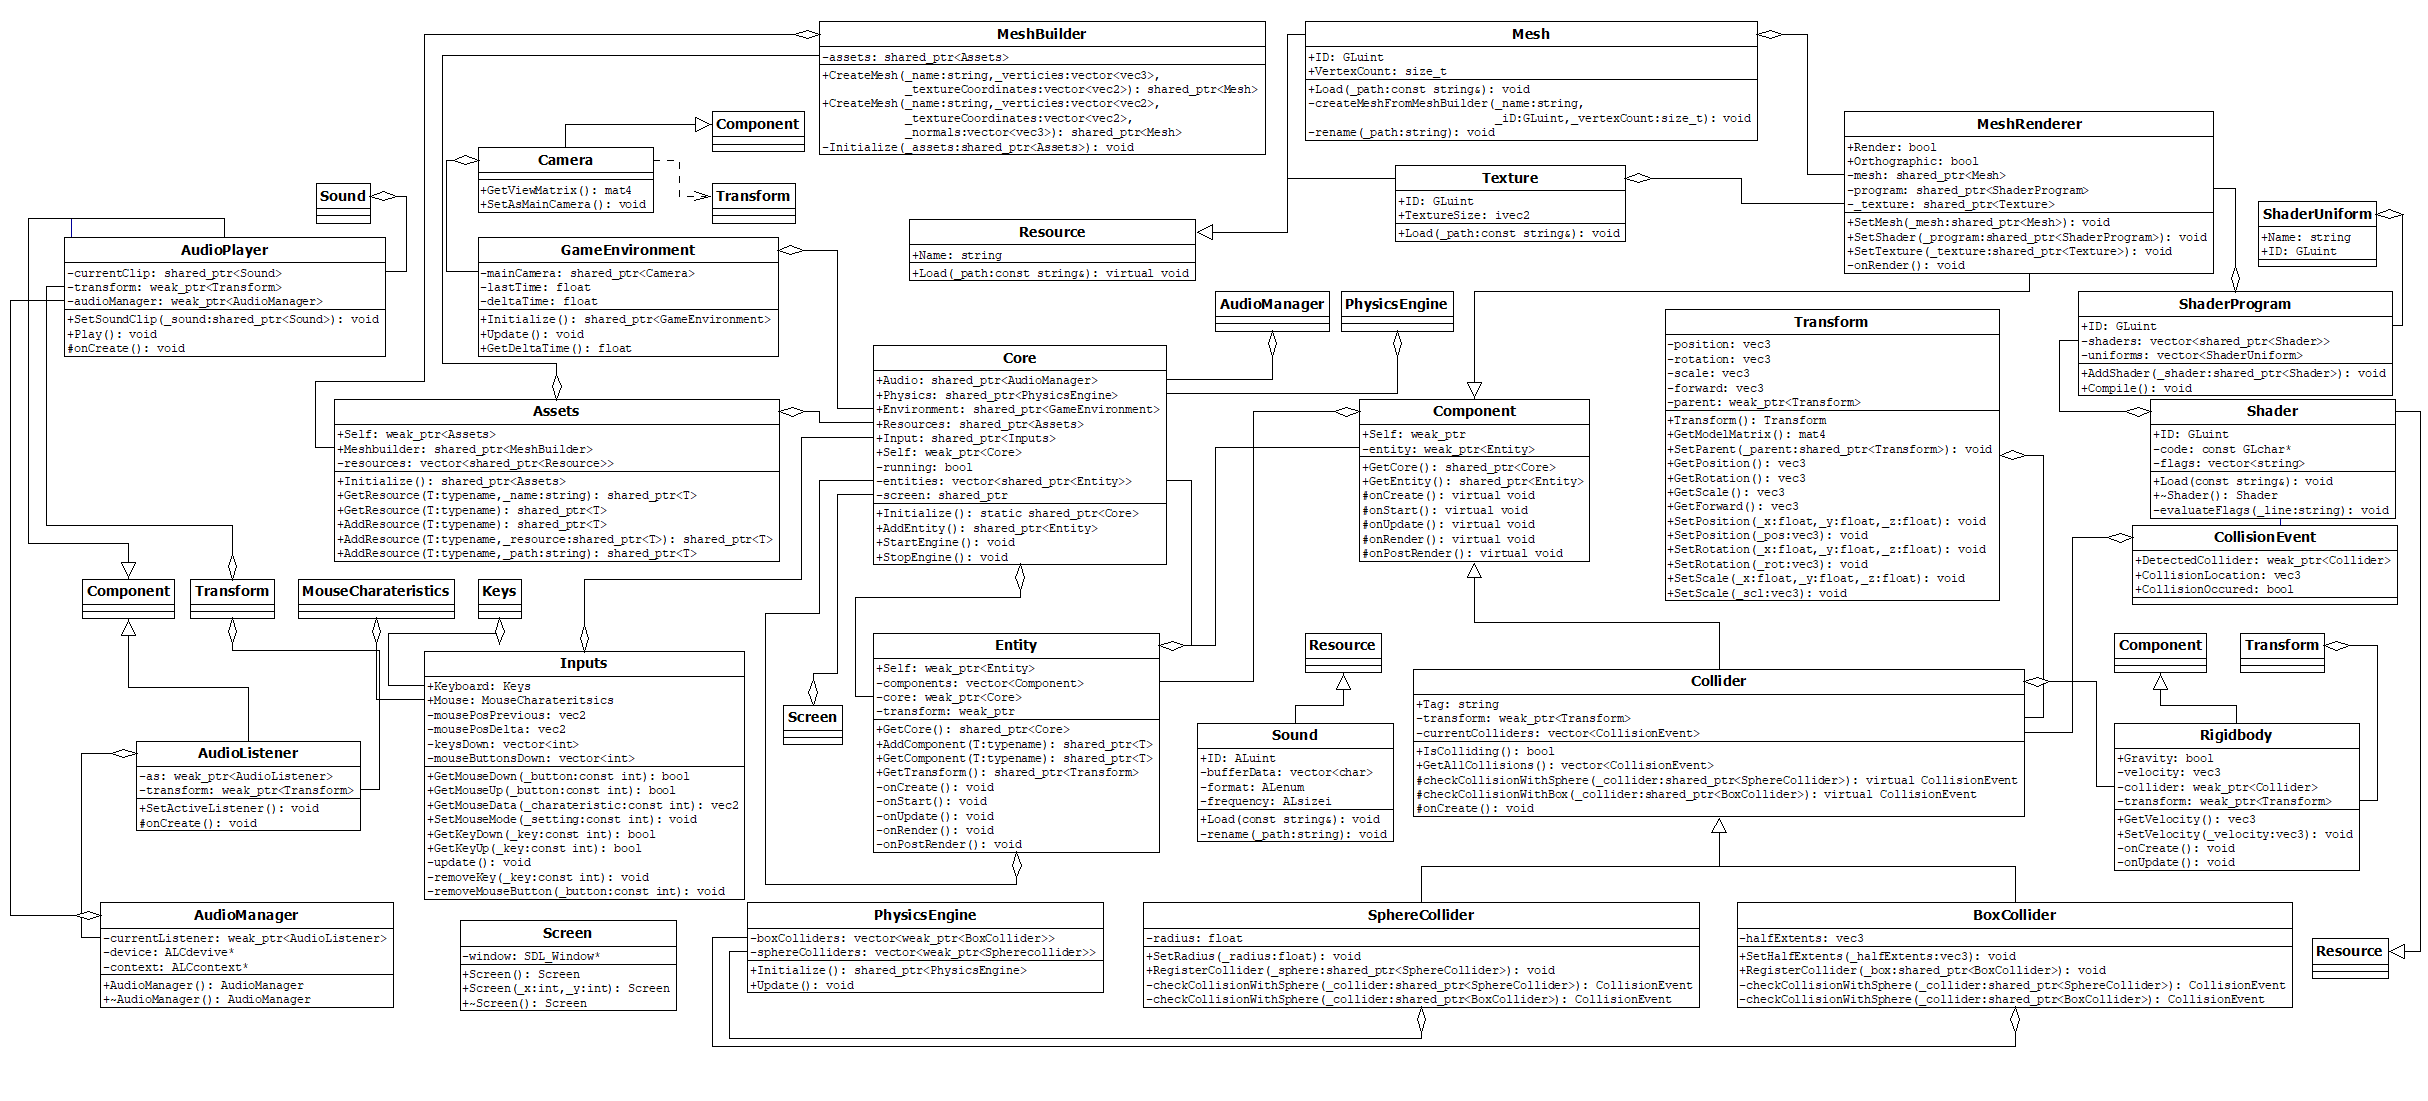 MeshBuilder
-assets: shared_ptr<Assets>
+CreateMesh(_name:string,_verticies:vector<vec3>,
_textureCoordinates:vector<vec2>): shared_ptr<Mesh>
+CreateMesh(_name:string,_verticies:vector<vec2>,
_textureCoordinates:vector<vec2>,
_normals:vector<vec3>): shared_ptr<Mesh>
-Initialize(_assets:shared_ptr<Assets>): void
Mesh
+ID: GLuint
+VertexCount: size_t
+Load(_path:const string&): void
-createMeshFromMeshBuilder(_name:string,
_iD:GLuint,_vertexCount:size_t): void
-rename(_path:string): void
Component
Camera
+GetViewMatrix(): mat4
+SetAsMainCamera(): void
Transform
Sound
MeshRenderer
+Render: bool
+Orthographic: bool
-mesh: shared_ptr<Mesh>
-program: shared_ptr<ShaderProgram>
-_texture: shared_ptr<Texture>
+SetMesh(_mesh:shared_ptr<Mesh>): void
+SetShader(_program:shared_ptr<ShaderProgram>): void
+SetTexture(_texture:shared_ptr<Texture>): void
-onRender(): void
Texture
+ID: GLuint
+TextureSize: ivec2
+Load(_path:const string&): void
Resource
+Name: string
+Load(_path:const string&): virtual void
ShaderUniform
+Name: string
+ID: GLuint
AudioPlayer
-currentClip: shared_ptr<Sound>
-transform: weak_ptr<Transform>
-audioManager: weak_ptr<AudioManager>
+SetSoundClip(_sound:shared_ptr<Sound>): void
+Play(): void
#onCreate(): void
GameEnvironment
-mainCamera: shared_ptr<Camera>
-lastTime: float
-deltaTime: float
+Initialize(): shared_ptr<GameEnvironment>
+Update(): void
+GetDeltaTime(): float
AudioManager
PhysicsEngine
ShaderProgram
+ID: GLuint
-shaders: vector<shared_ptr<Shader>>
-uniforms: vector<ShaderUniform>
+AddShader(_shader:shared_ptr<Shader>): void
+Compile(): void
Transform
-position: vec3
-rotation: vec3
-scale: vec3
-forward: vec3
-parent: weak_ptr<Transform>
+Transform(): Transform
+GetModelMatrix(): mat4
+SetParent(_parent:shared_ptr<Transform>): void
+GetPosition(): vec3
+GetRotation(): vec3
+GetScale(): vec3
+GetForward(): vec3
+SetPosition(_x:float,_y:float,_z:float): void
+SetPosition(_pos:vec3): void
+SetRotation(_x:float,_y:float,_z:float): void
+SetRotation(_rot:vec3): void
+SetScale(_x:float,_y:float,_z:float): void
+SetScale(_scl:vec3): void
Core
+Audio: shared_ptr<AudioManager>
+Physics: shared_ptr<PhysicsEngine>
+Environment: shared_ptr<GameEnvironment>
+Resources: shared_ptr<Assets>
+Input: shared_ptr<Inputs>
+Self: weak_ptr<Core>
-running: bool
-entities: vector<shared_ptr<Entity>>
-screen: shared_ptr
+Initialize(): static shared_ptr<Core>
+AddEntity(): shared_ptr<Entity>
+StartEngine(): void
+StopEngine(): void
Assets
+Self: weak_ptr<Assets>
+Meshbuilder: shared_ptr<MeshBuilder>
-resources: vector<shared_ptr<Resource>>
+Initialize(): shared_ptr<Assets>
+GetResource(T:typename,_name:string): shared_ptr<T>
+GetResource(T:typename): shared_ptr<T>
+AddResource(T:typename): shared_ptr<T>
+AddResource(T:typename,_resource:shared_ptr<T>): shared_ptr<T>
+AddResource(T:typename,_path:string): shared_ptr<T>
Component
+Self: weak_ptr
-entity: weak_ptr<Entity>
+GetCore(): shared_ptr<Core>
+GetEntity(): shared_ptr<Entity>
#onCreate(): virtual void
#onStart(): virtual void
#onUpdate(): virtual void
#onRender(): virtual void
#onPostRender(): virtual void
Shader
+ID: GLuint
-code: const GLchar*
-flags: vector<string>
+Load(const string&): void
+~Shader(): Shader
-evaluateFlags(_line:string): void
CollisionEvent
+DetectedCollider: weak_ptr<Collider>
+CollisionLocation: vec3
+CollisionOccured: bool
Component
Transform
MouseCharateristics
Keys
Inputs
+Keyboard: Keys
+Mouse: MouseCharateritsics
-mousePosPrevious: vec2
-mousePosDelta: vec2
-keysDown: vector<int>
-mouseButtonsDown: vector<int>
+GetMouseDown(_button:const int): bool
+GetMouseUp(_button:const int): bool
+GetMouseData(_charateristic:const int): vec2
+SetMouseMode(_setting:const int): void
+GetKeyDown(_key:const int): bool
+GetKeyUp(_key:const int): bool
-update(): void
-removeKey(_key:const int): void
-removeMouseButton(_button:const int): void
Entity
+Self: weak_ptr<Entity>
-components: vector<Component>
-core: weak_ptr<Core>
-transform: weak_ptr
+GetCore(): shared_ptr<Core>
+AddComponent(T:typename): shared_ptr<T>
+GetComponent(T:typename): shared_ptr<T>
+GetTransform(): shared_ptr<Transform>
-onCreate(): void
-onStart(): void
-onUpdate(): void
-onRender(): void
-onPostRender(): void
Screen
Resource
Sound
+ID: ALuint
-bufferData: vector<char>
-format: ALenum
-frequency: ALsizei
+Load(const string&): void
-rename(_path:string): void
Collider
+Tag: string
-transform: weak_ptr<Transform>
-currentColliders: vector<CollisionEvent>
+IsColliding(): bool
+GetAllCollisions(): vector<CollisionEvent>
#checkCollisionWithSphere(_collider:shared_ptr<SphereCollider>): virtual CollisionEvent
#checkCollisionWithBox(_collider:shared_ptr<BoxCollider>): virtual CollisionEvent
#onCreate(): void
Component
Transform
Rigidbody
+Gravity: bool
-velocity: vec3
-collider: weak_ptr<Collider>
-transform: weak_ptr<Transform>
+GetVelocity(): vec3
+SetVelocity(_velocity:vec3): void
-onCreate(): void
-onUpdate(): void
AudioListener
-as: weak_ptr<AudioListener>
-transform: weak_ptr<Transform>
+SetActiveListener(): void
#onCreate(): void
AudioManager
-currentListener: weak_ptr<AudioListener>
-device: ALCdevive*
-context: ALCcontext*
+AudioManager(): AudioManager
+~AudioManager(): AudioManager
Screen
-window: SDL_Window*
+Screen(): Screen
+Screen(_x:int,_y:int): Screen
+~Screen(): Screen
PhysicsEngine
-boxColliders: vector<weak_ptr<BoxCollider>>
-sphereColliders: vector<weak_ptr<Spherecollider>>
+Initialize(): shared_ptr<PhysicsEngine>
+Update(): void
SphereCollider
-radius: float
+SetRadius(_radius:float): void
+RegisterCollider(_sphere:shared_ptr<SphereCollider>): void
-checkCollisionWithSphere(_collider:shared_ptr<SphereCollider>): CollisionEvent
-checkCollisionWithSphere(_collider:shared_ptr<BoxCollider>): CollisionEvent
BoxCollider
-halfExtents: vec3
+SetHalfExtents(_halfExtents:vec3): void
+RegisterCollider(_box:shared_ptr<BoxCollider>): void
-checkCollisionWithSphere(_collider:shared_ptr<SphereCollider>): CollisionEvent
-checkCollisionWithSphere(_collider:shared_ptr<BoxCollider>): CollisionEvent
Resource